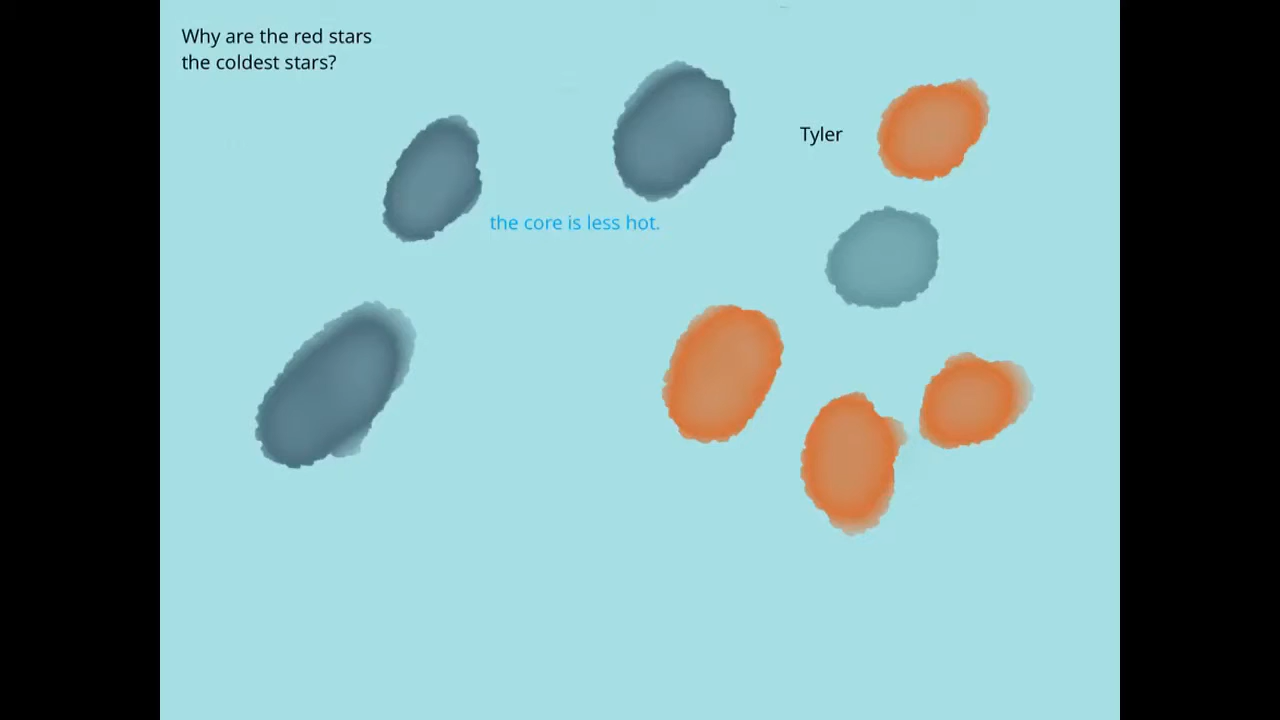 Why are the red stars
the coldest stars?
Tyler
the core is less hot.